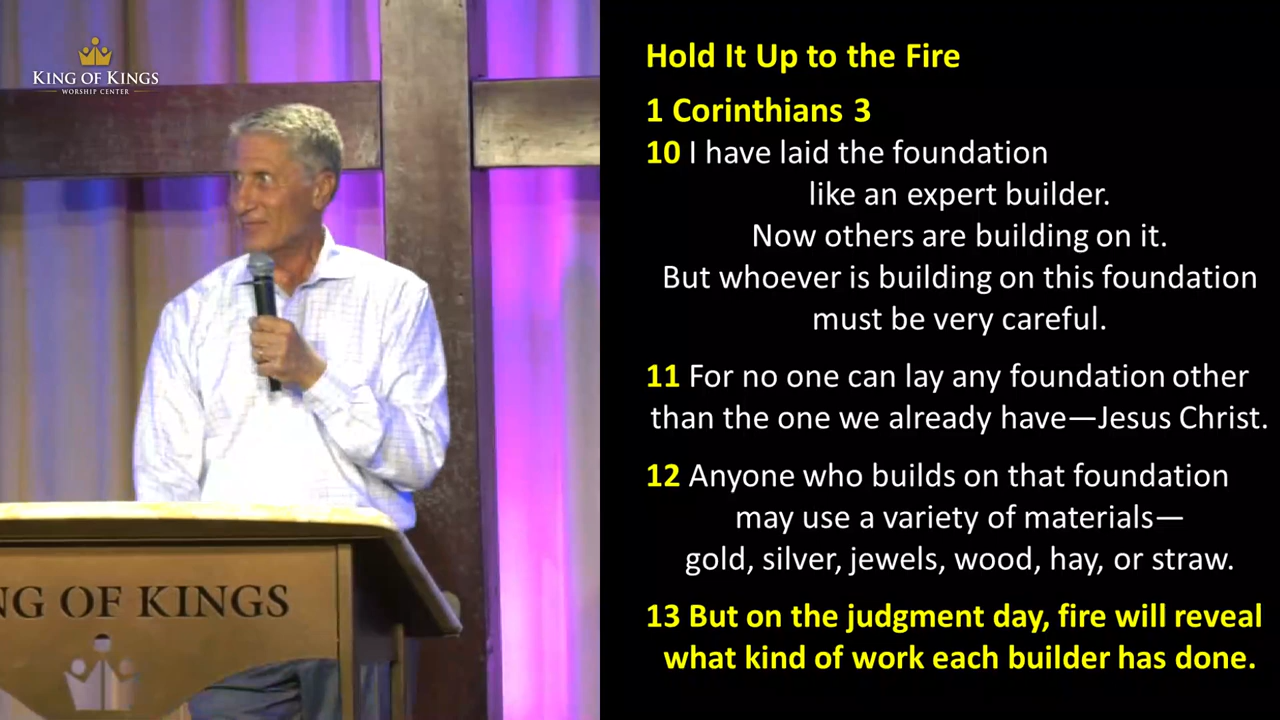 KING OF KINGS
WORSHIP CENTER
NG OF KINGS
Hold It Up to the Fire
1 Corinthians 3
10 I have laid the foundation
like an expert builder.
Now others are building on it.
But whoever is building on this foundation
must be very careful.
11 For no one can lay any foundation other
than the one we already have—Jesus Christ.
12 Anyone who builds on that foundation
may use a variety of materials—
gold, silver, jewels, wood, hay, or straw.
13 But on the judgment day, fire will reveal
what kind of work each builder has done.